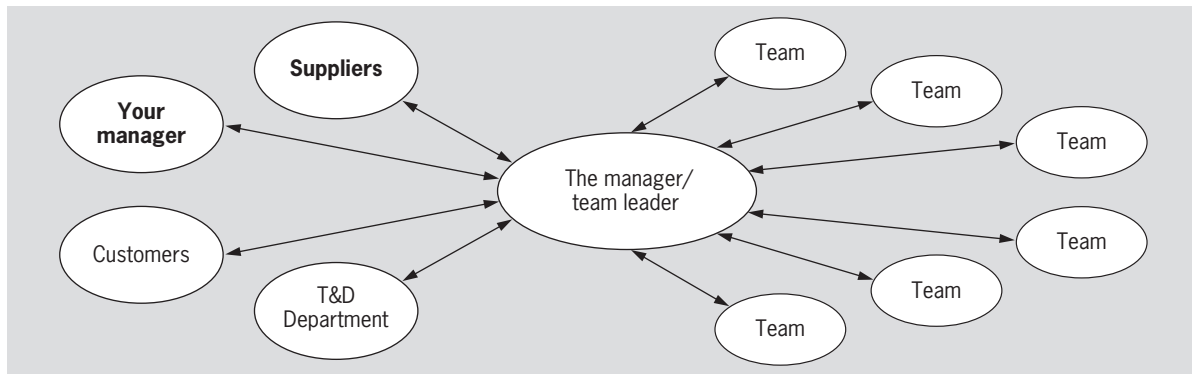 Suppliers
Your
manager
Customers
T&D
Department
The manager/
team leader
Team
Team
Team
Team
Team
Team